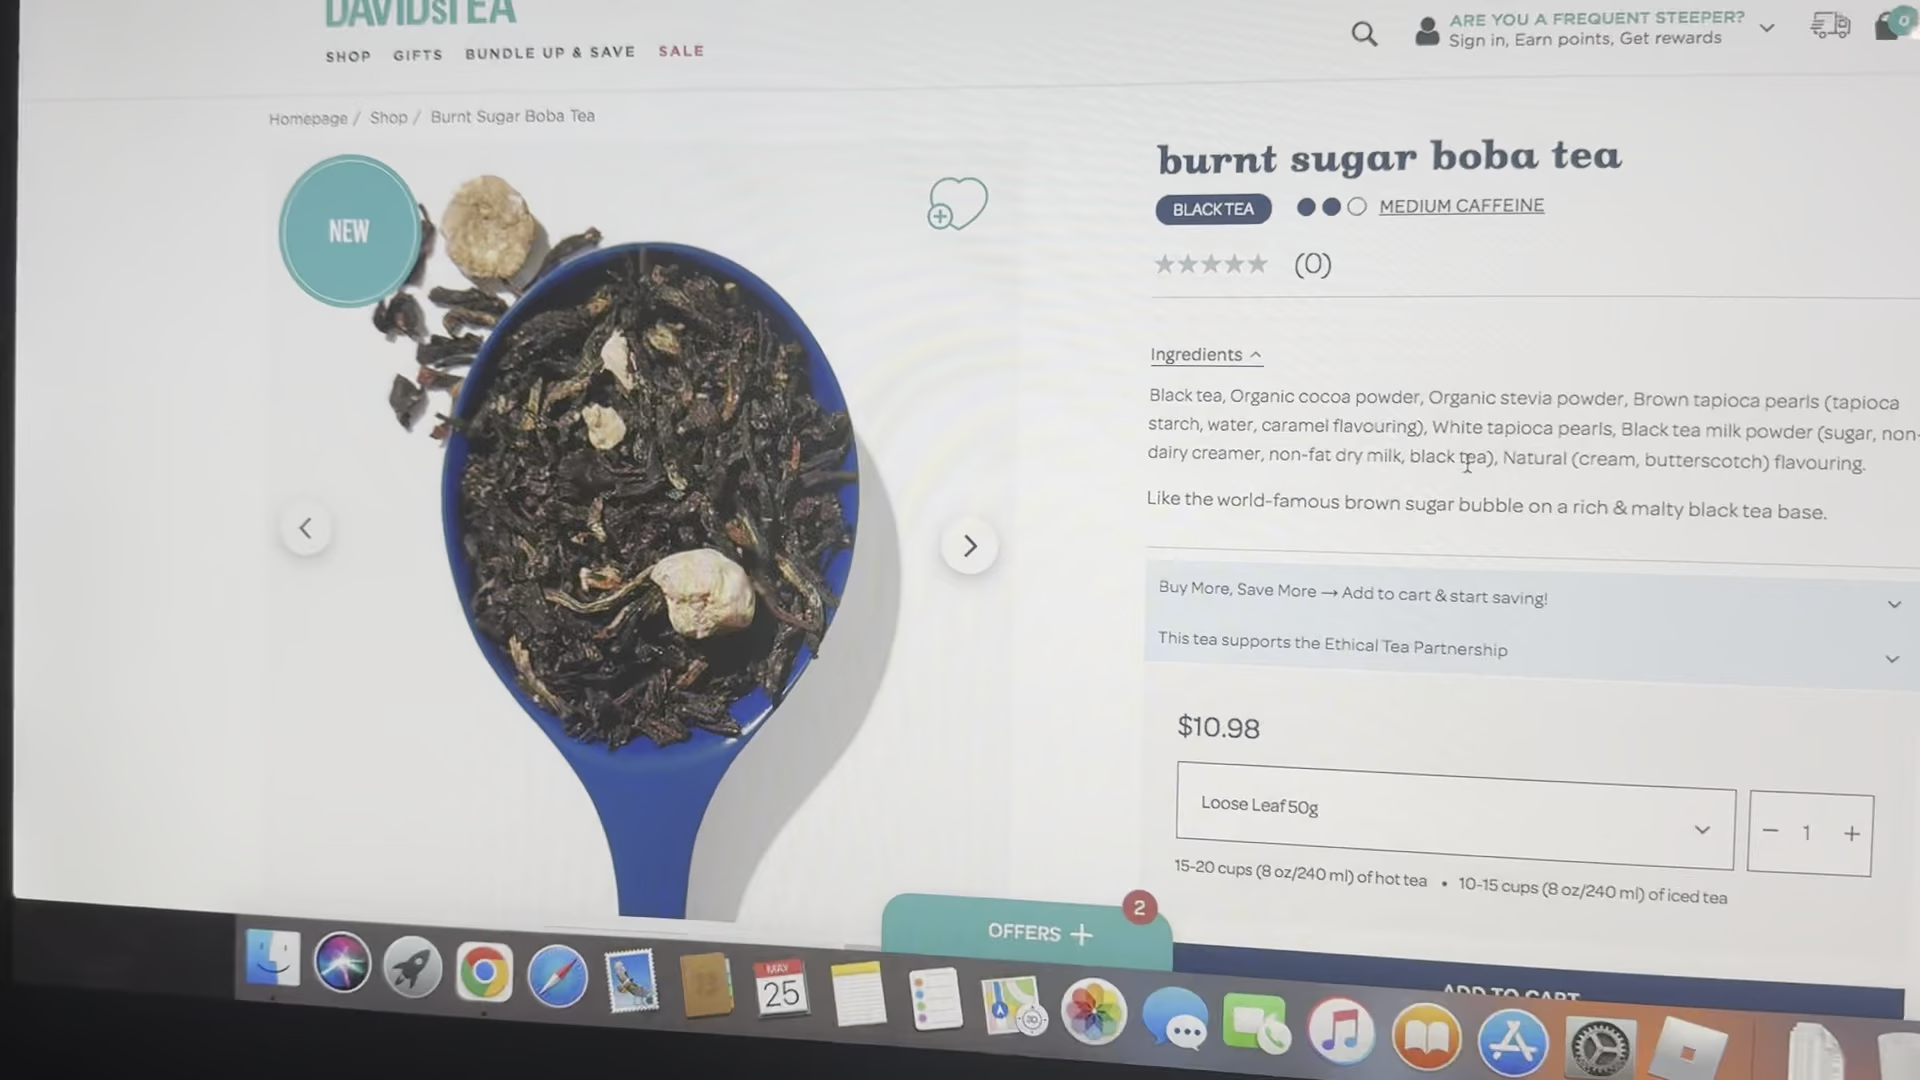 DAVIDsTEA
SHOP GIFTS BUNDLE UP & SAVE SALE
ARE YOU A FREQUENT STEEPER?
Sign in, Earn points, Get rewards
0
Homepage / Shop / Burnt Sugar Boba Tea
NEW
burnt sugar boba tea
BLACK TEA MEDIUM CAFFEINE
(0)
Ingredients
Black tea, Organic cocoa powder, Organic stevia powder, Brown tapioca pearls (tapioca
starch, water, caramel flavouring), White tapioca pearls, Black tea milk powder (sugar, non-
dairy creamer, non-fat dry milk, black tea), Natural (cream, butterscotch) flavouring.
Like the world-famous brown sugar bubble on a rich & malty black tea base.
Buy More, Save More → Add to cart & start saving!
This tea supports the Ethical Tea Partnership
$10.98
Loose Leaf 50g
− 1 +
15-20 cups (8 oz/240 ml) of hot tea • 10-15 cups (8 oz/240 ml) of iced tea
OFFERS +
2
ADD TO CART
MAY
25
3D